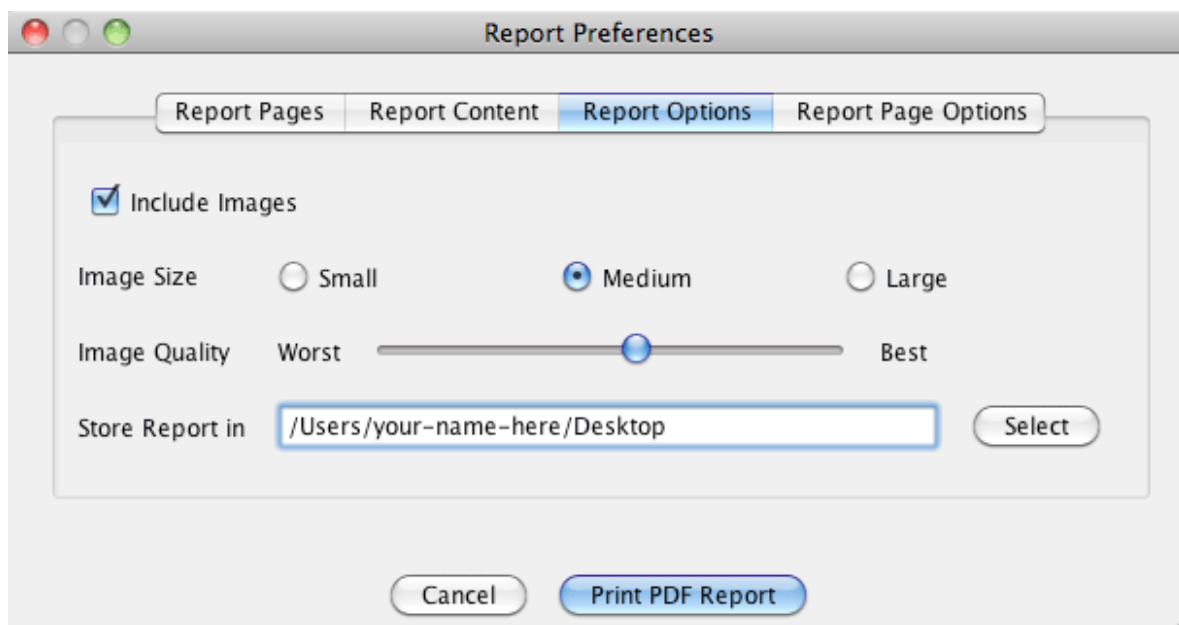 Report Preferences
Report Pages Report Content Report Options Report Page Options
Include Images
Image Size Small Medium Large
Image Quality Worst Best
Store Report in /Users/your-name-here/Desktop Select
Cancel Print PDF Report